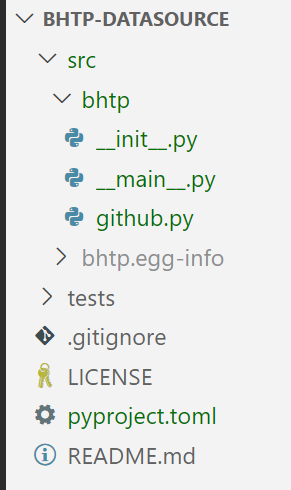 BHTP-DATASOURCE
src
bhtp
__init__.py
__main__.py
github.py
bhtp.egg-info
tests
.gitignore
LICENSE
pyproject.toml
README.md